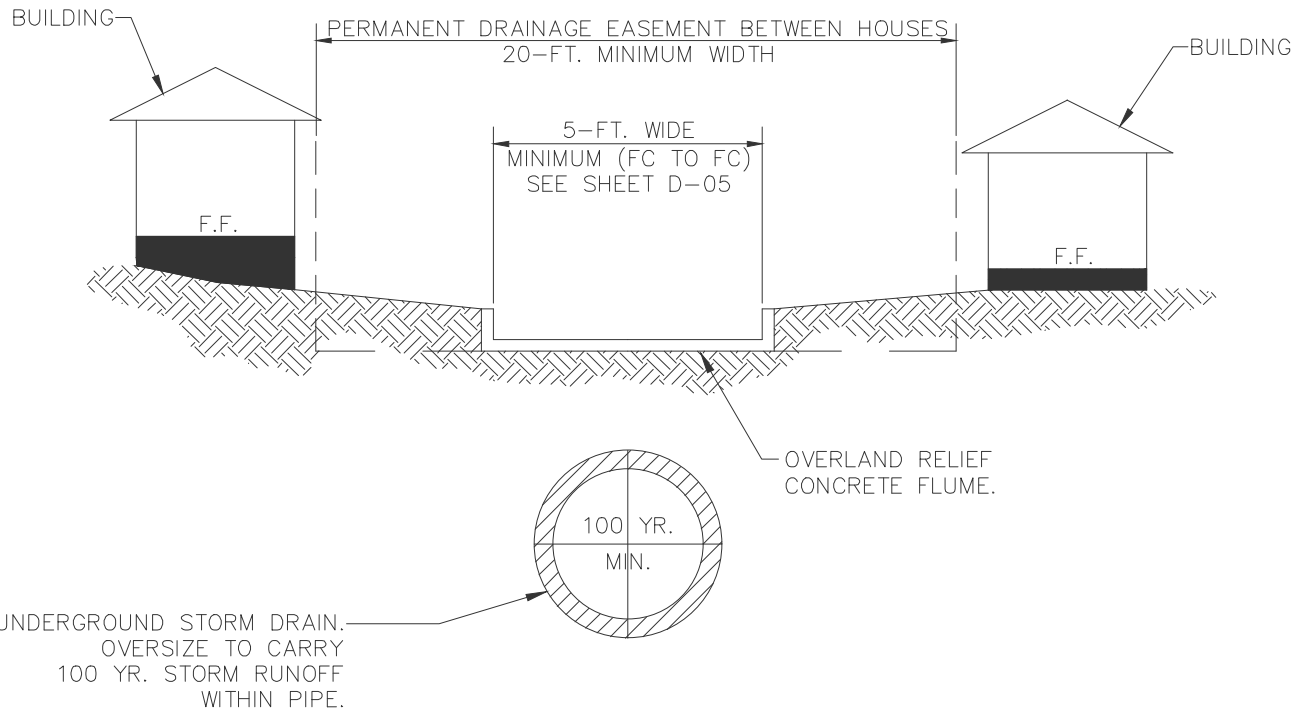 BUILDING
PERMANENT DRAINAGE EASEMENT BETWEEN HOUSES
20-FT. MINIMUM WIDTH
BUILDING
5-FT. WIDE
MINIMUM (FC TO FC)
SEE SHEET D-05
F.F.
F.F.
OVERLAND RELIEF
CONCRETE FLUME.
100 YR.
MIN.
UNDERGROUND STORM DRAIN.
OVERSIZE TO CARRY
100 YR. STORM RUNOFF
WITHIN PIPE.